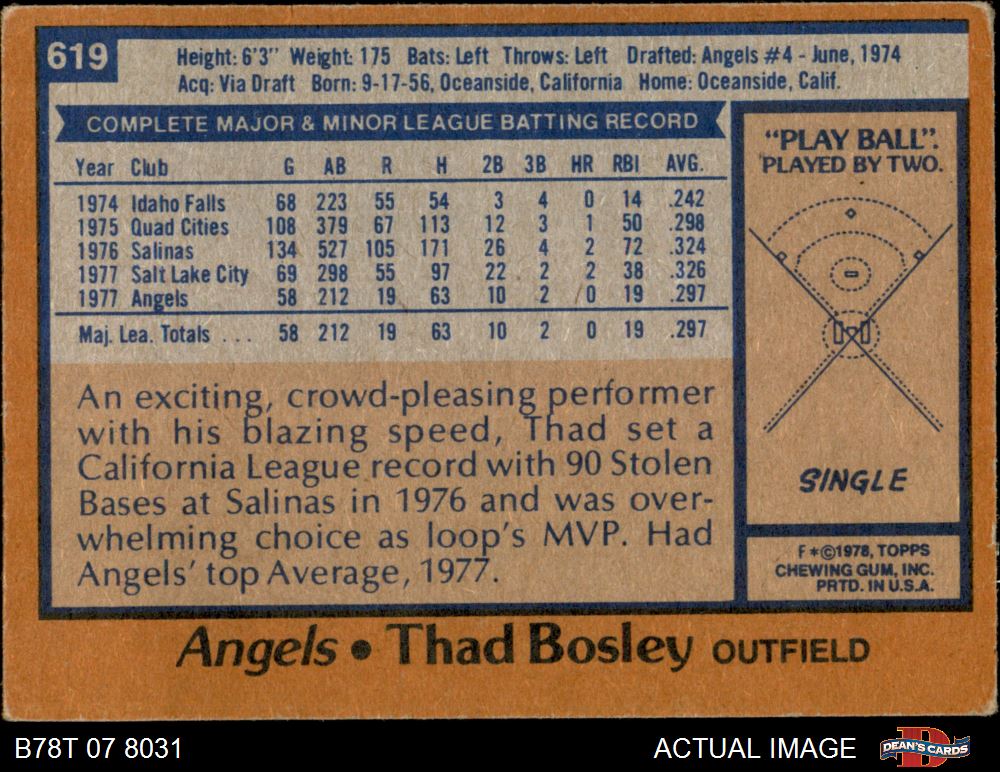 619
Height: 6'3" Weight: 175 Bats: Left Throws: Left Drafted: Angels #4 - June, 1974
Acq: Via Draft Born: 9-17-56, Oceanside, California Home: Oceanside, Calif.
COMPLETE MAJOR & MINOR LEAGUE BATTING RECORD
Year Club G AB R H 2B 3B HR RBI AVG.
1974 Idaho Falls 68 223 55 54 3 4 0 14 .242
1975 Quad Cities 108 379 67 113 12 3 1 50 .298
1976 Salinas 134 527 105 171 26 4 2 72 .324
1977 Salt Lake City 69 298 55 97 22 2 2 38 .326
1977 Angels 58 212 19 63 10 2 0 19 .297
Maj. Lea. Totals ... 58 212 19 63 10 2 0 19 .297
An exciting, crowd-pleasing performer
with his blazing speed, Thad set a
California League record with 90 Stolen
Bases at Salinas in 1976 and was over-
whelming choice as loop's MVP. Had
Angels' top Average, 1977.
"PLAY BALL".
PLAYED BY TWO.
SINGLE
F*©1978, TOPPS
CHEWING GUM, INC.
PRTD. IN U.S.A.
Angels • Thad Bosley OUTFIELD
B78T 07 8031
ACTUAL IMAGE
D
DEAN'S CARDS